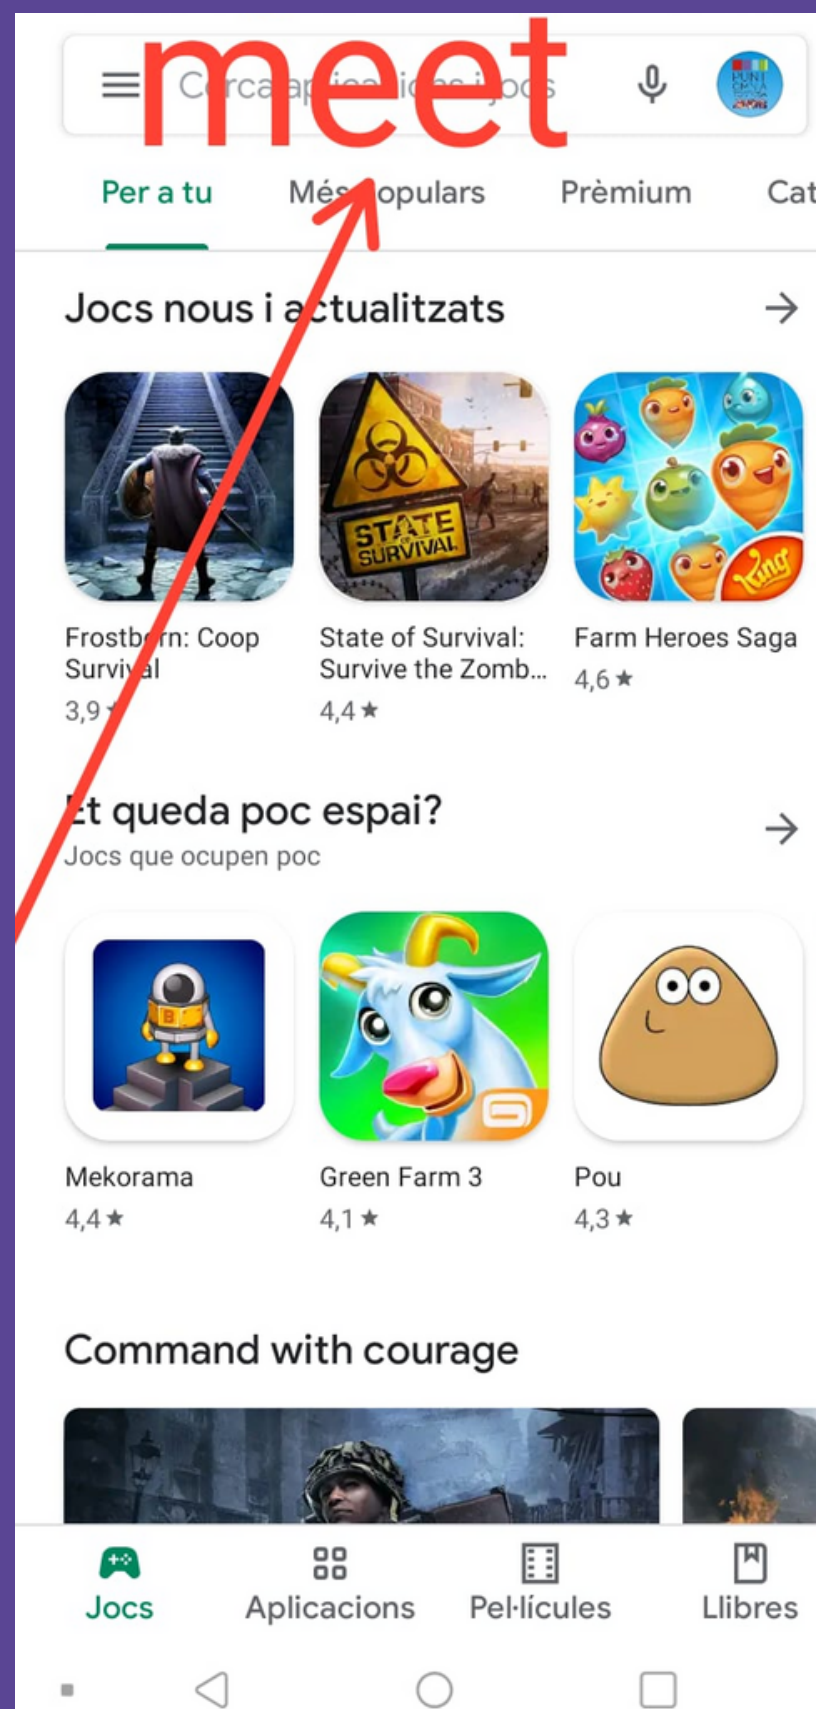 meet
Cerca aplicacions i jocs
Per a tu Més populars Prèmium Cat
Jocs nous i actualitzats
STATE
OF
SURVIVAL
King
Frostborn: Coop
Survival
3,9 ★
State of Survival:
Survive the Zomb...
4,4 ★
Farm Heroes Saga
4,6 ★
Et queda poc espai?
Jocs que ocupen poc
B
Mekorama
4,4 ★
Green Farm 3
4,1 ★
Pou
4,3 ★
Command with courage
Jocs Aplicacions Pel·lícules Llibres